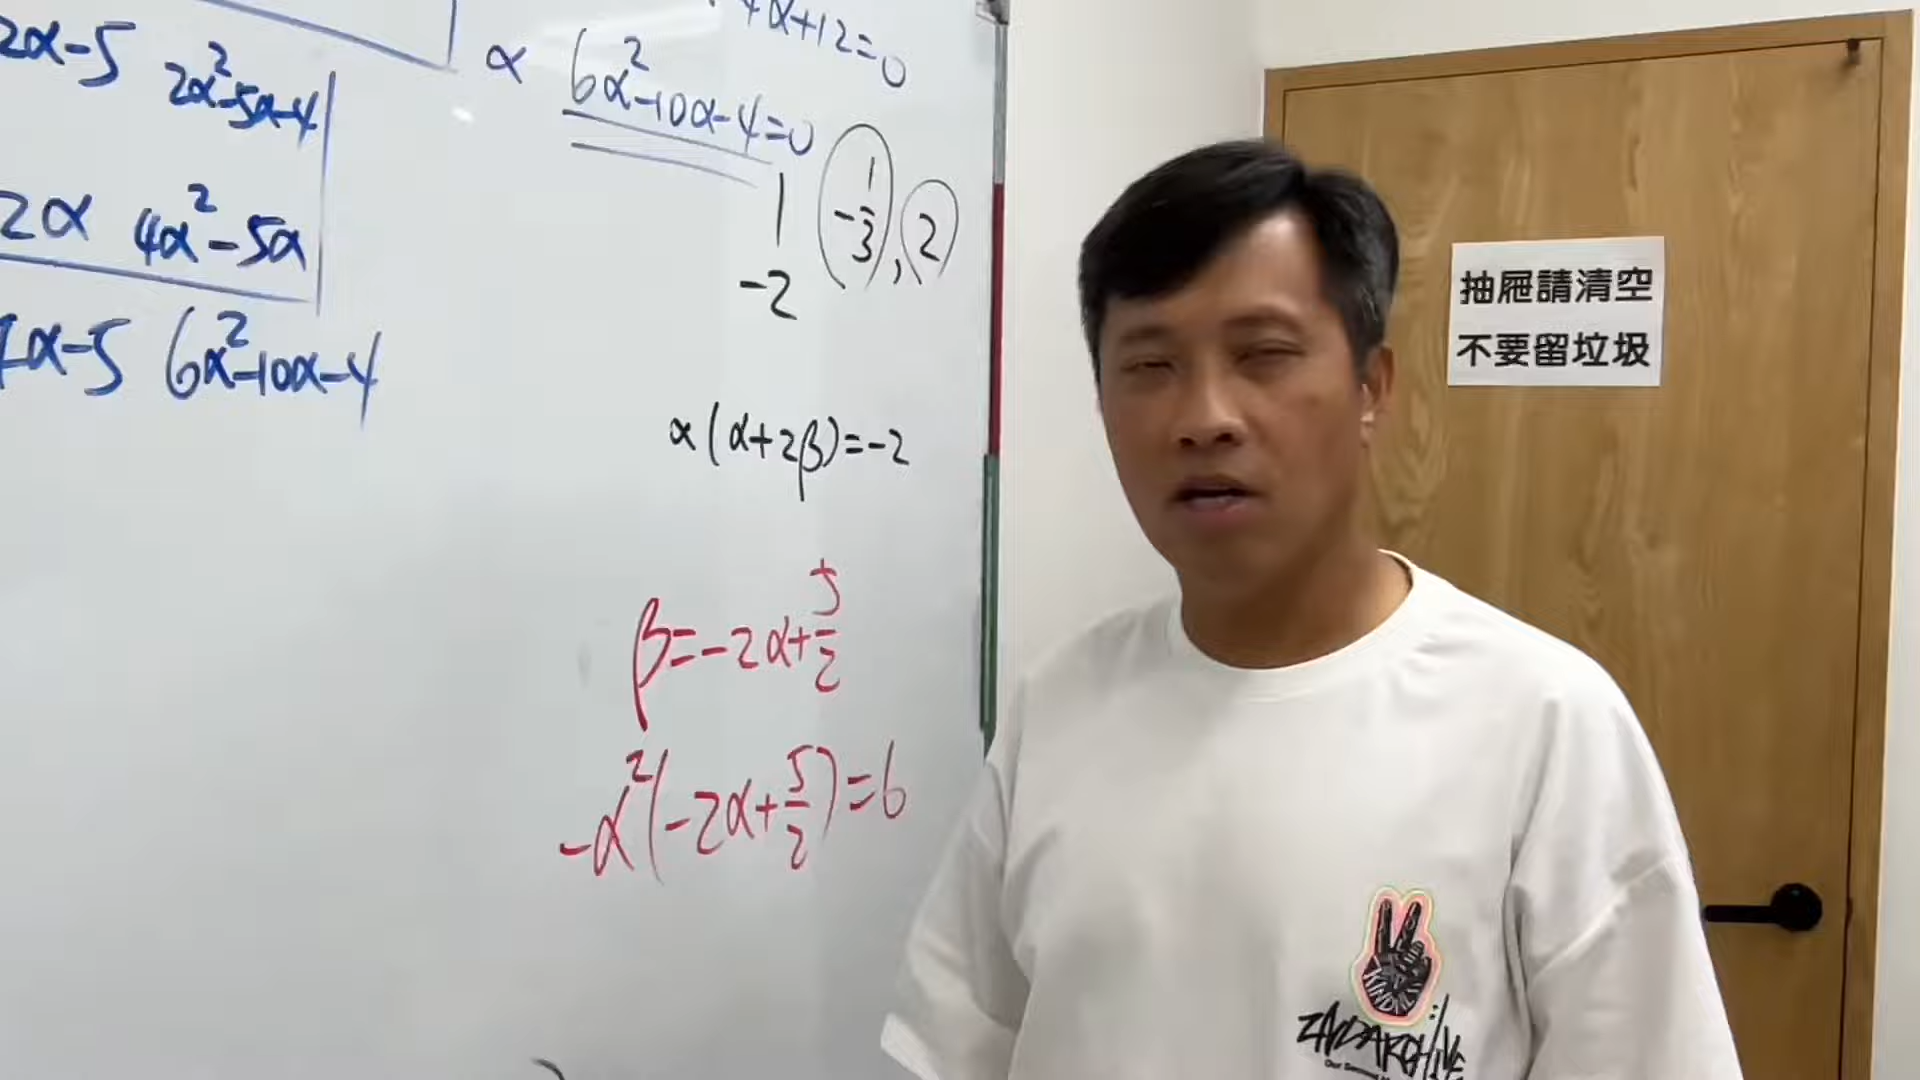 2α-5 2α²-5α-4
2α 4α²-5α
4α-5 6α²-10α-4
4α+12=0
α 6α²-10α-4=0
1 -1/3, 2
-2
α(α+2β)=-2
β=-2α+5/2
-α²(-2α+5/2)=6
抽屜請清空
不要留垃圾
KINDA
ZNDARCHIVE